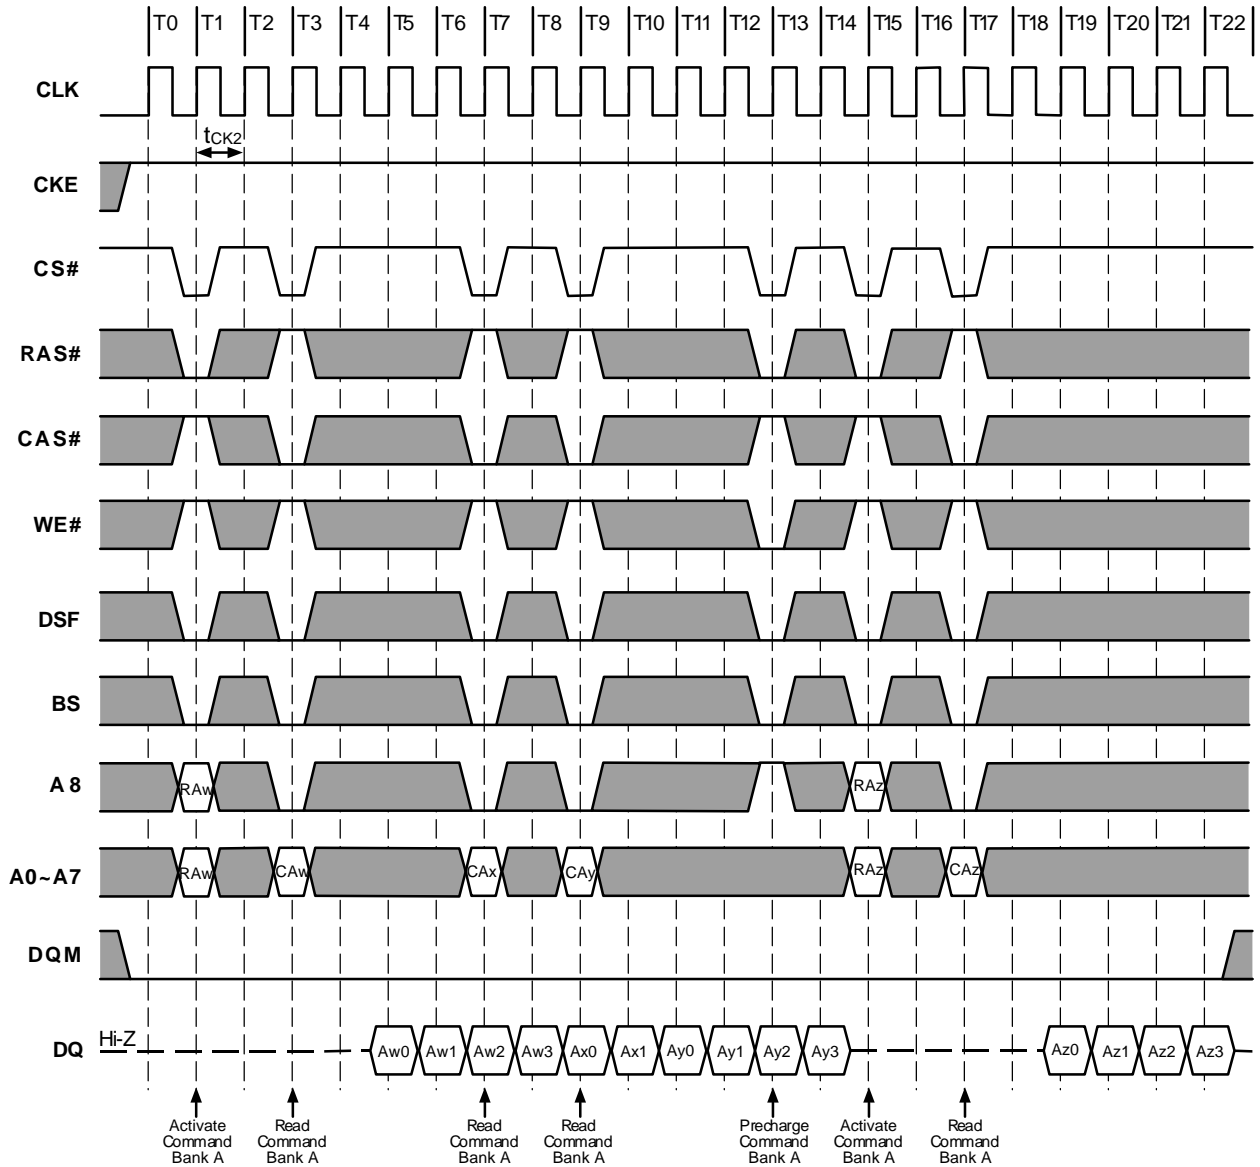 T0 T1 T2 T3 T4 T5 T6 T7 T8 T9 T10 T11 T12 T13 T14 T15 T16 T17 T18 T19 T20 T21 T22
CLK
tCK2
CKE
CS#
RAS#
CAS#
WE#
DSF
BS
A8
RAw RAz
A0~A7
RAw CAw CAx CAy RAz CAz
DQM
Hi-Z
DQ
Aw0 Aw1 Aw2 Aw3 Ax0 Ax1 Ay0 Ay1 Ay2 Ay3 Az0 Az1 Az2 Az3
Activate
Command
Bank A
Read
Command
Bank A
Read
Command
Bank A
Read
Command
Bank A
Precharge
Command
Bank A
Activate
Command
Bank A
Read
Command
Bank A